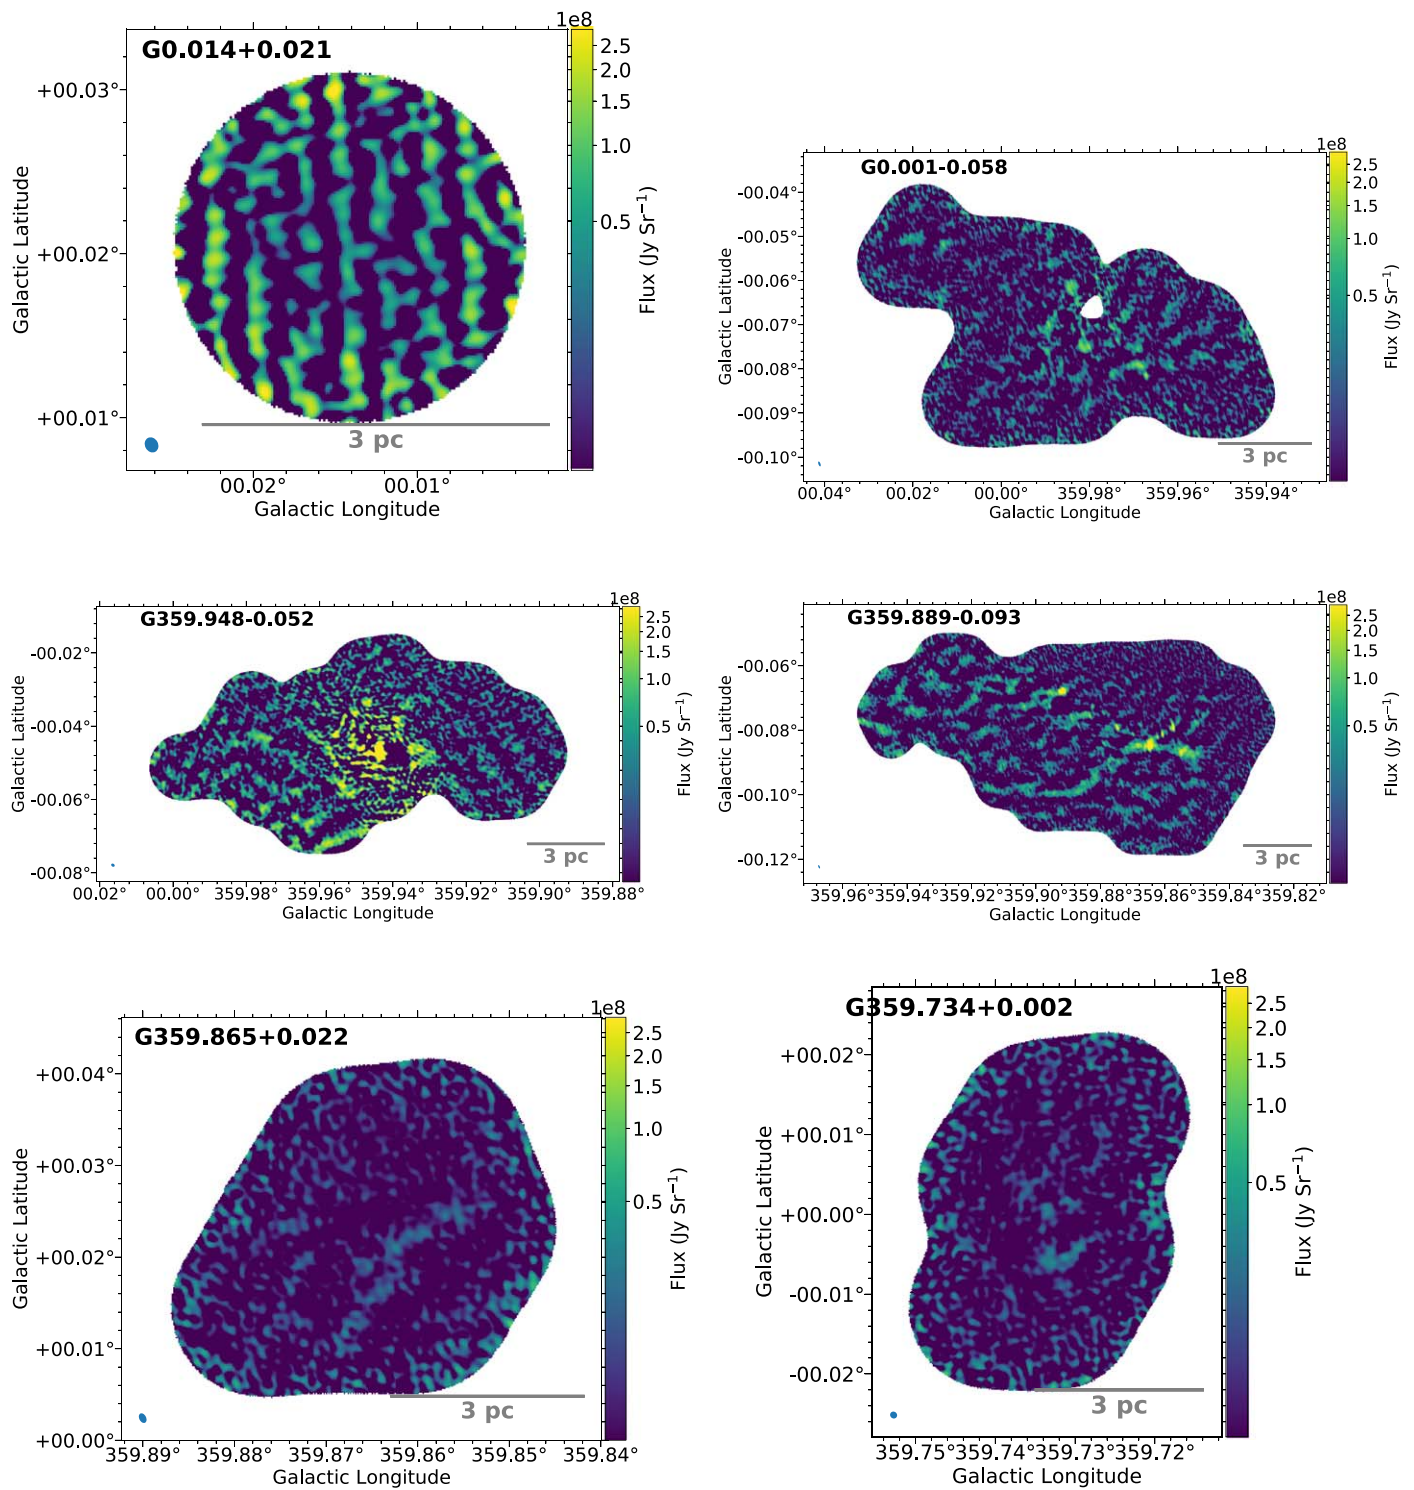 1e8
G0.014+0.021
2.5
2.0
1.5
1.0
0.5
+00.03°
+00.02°
+00.01°
Galactic Latitude
Flux (Jy Sr⁻¹)
3 pc
00.02° 00.01°
Galactic Longitude
1e8
G0.001-0.058
2.5
2.0
1.5
1.0
0.5
-00.04°
-00.05°
-00.06°
-00.07°
-00.08°
-00.09°
-00.10°
Galactic Latitude
Flux (Jy Sr⁻¹)
3 pc
00.04° 00.02° 00.00° 359.98° 359.96° 359.94°
Galactic Longitude
1e8
G359.948-0.052
2.5
2.0
1.5
1.0
0.5
-00.02°
-00.04°
-00.06°
-00.08°
Galactic Latitude
Flux (Jy Sr⁻¹)
3 pc
00.02° 00.00° 359.98° 359.96° 359.94° 359.92° 359.90° 359.88°
Galactic Longitude
1e8
G359.889-0.093
2.5
2.0
1.5
1.0
0.5
-00.06°
-00.08°
-00.10°
-00.12°
Galactic Latitude
Flux (Jy Sr⁻¹)
3 pc
359.96° 359.94° 359.92° 359.90° 359.88° 359.86° 359.84° 359.82°
Galactic Longitude
1e8
G359.865+0.022
2.5
2.0
1.5
1.0
0.5
+00.04°
+00.03°
+00.02°
+00.01°
+00.00°
Galactic Latitude
Flux (Jy Sr⁻¹)
3 pc
359.89° 359.88° 359.87° 359.86° 359.85° 359.84°
Galactic Longitude
1e8
G359.734+0.002
2.5
2.0
1.5
1.0
0.5
+00.02°
+00.01°
+00.00°
-00.01°
-00.02°
Galactic Latitude
Flux (Jy Sr⁻¹)
3 pc
359.75° 359.74° 359.73° 359.72°
Galactic Longitude